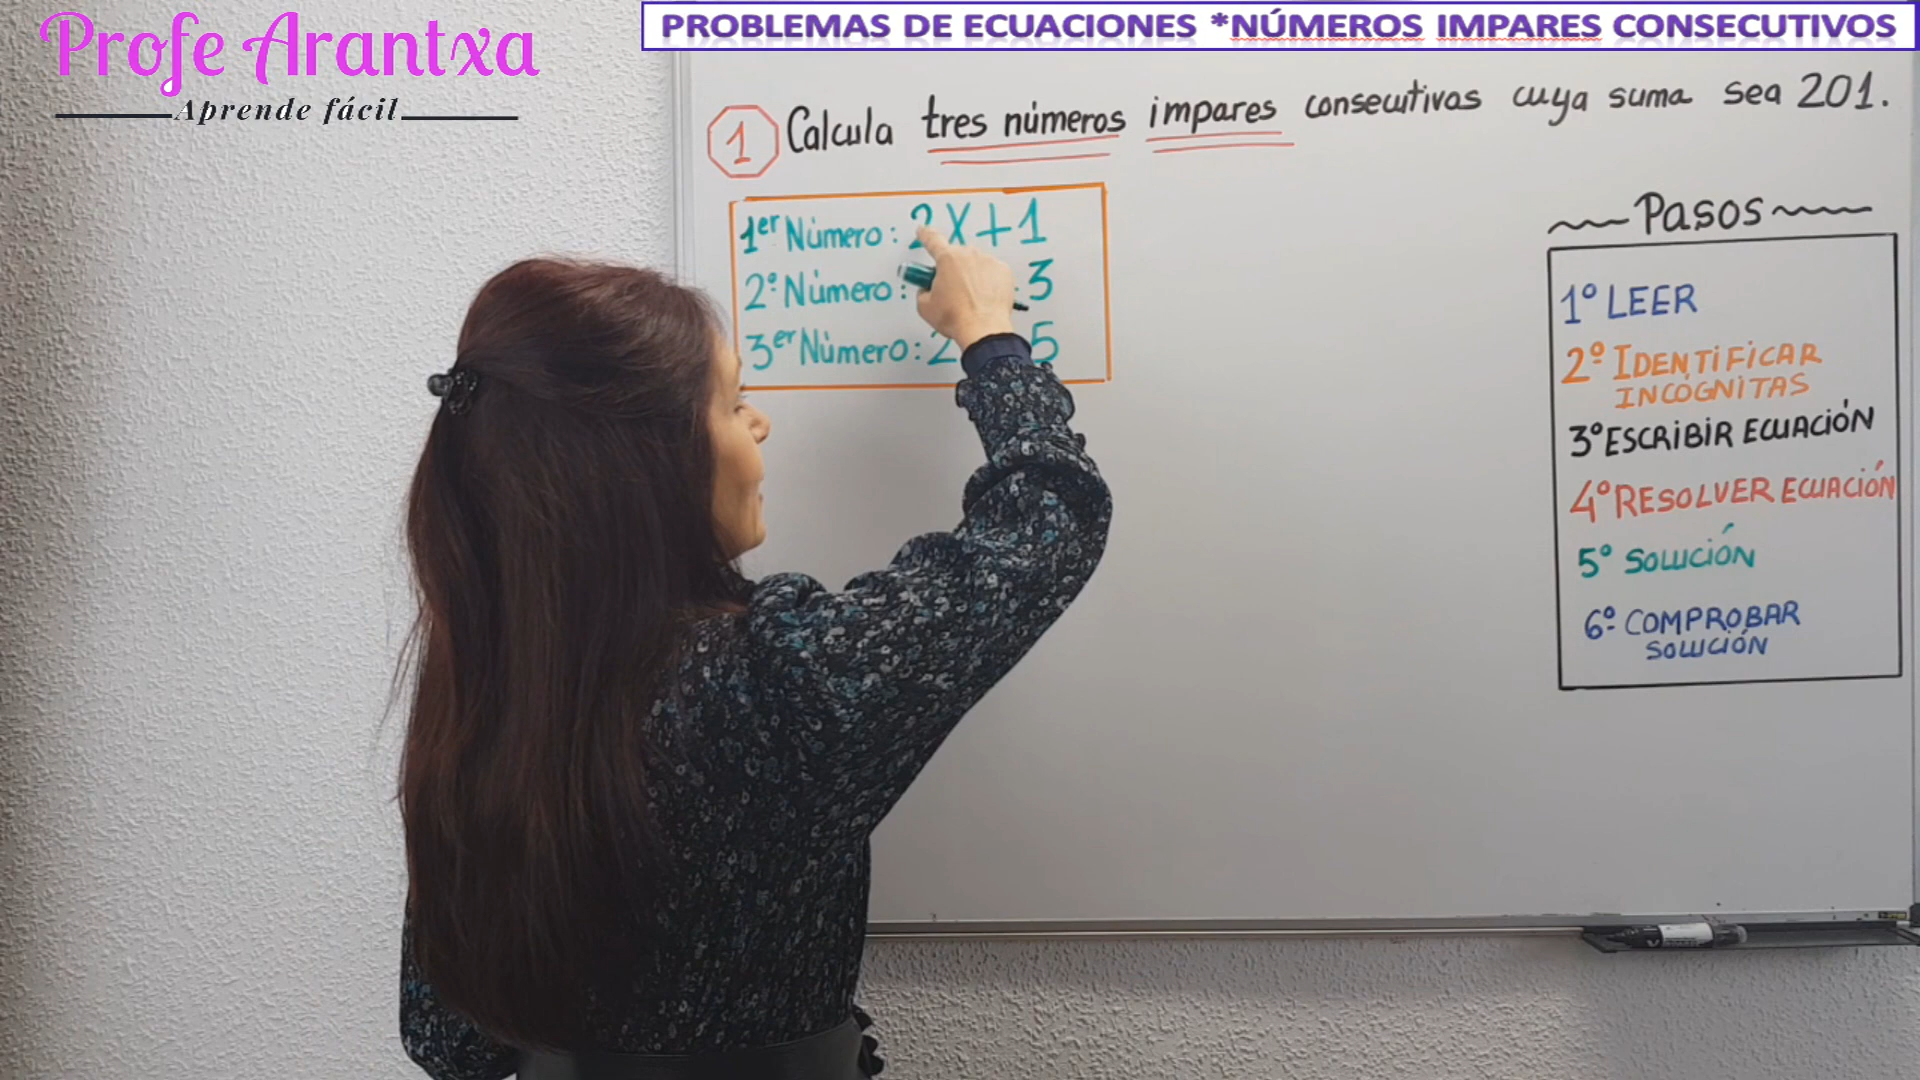 Profe Arantxa
Aprende fácil
PROBLEMAS DE ECUACIONES *NÚMEROS IMPARES CONSECUTIVOS
1 Calcula tres números impares consecutivos cuya suma sea 201.
1er Número: 2X+1
2º Número: 3
3er Número: 2 5
Pasos
1º LEER
2º IDENTIFICAR
INCÓGNITAS
3º ESCRIBIR ECUACIÓN
4º RESOLVER ECUACIÓN
5º SOLUCIÓN
6º COMPROBAR
SOLUCIÓN